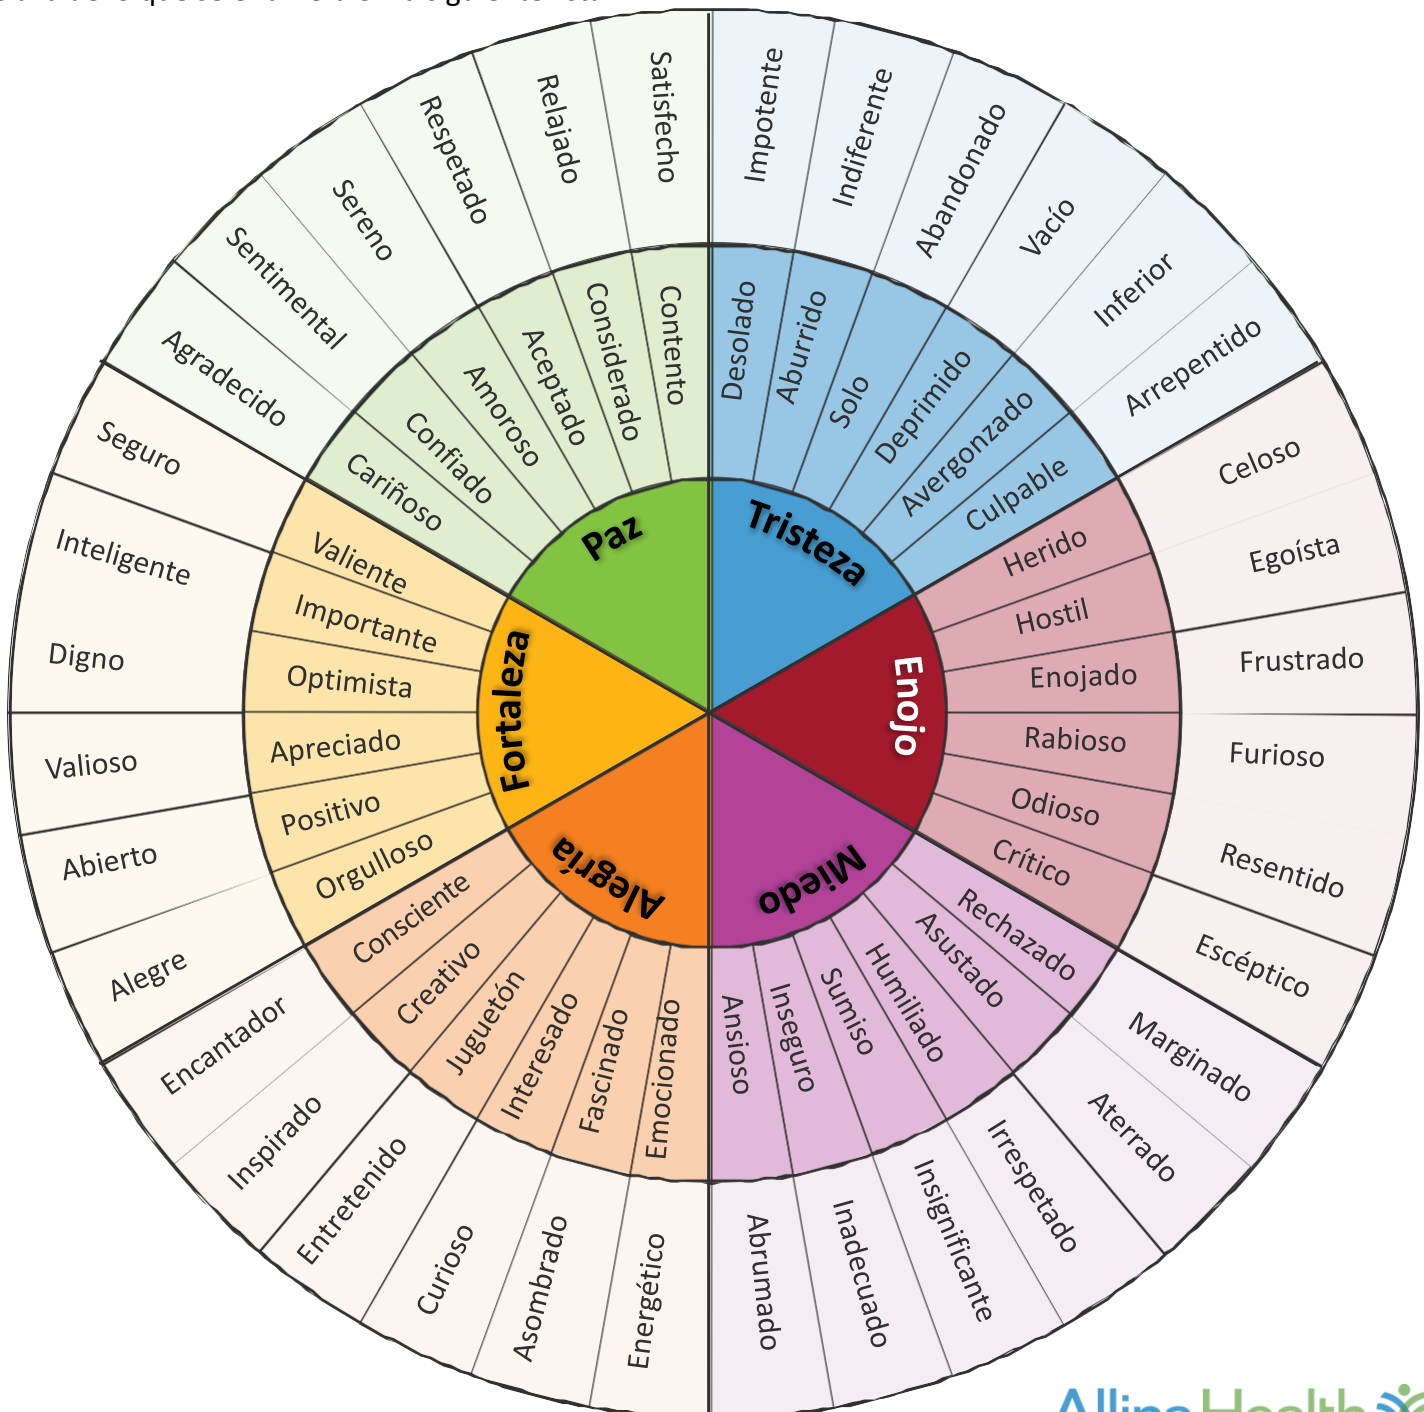 Satisfecho
Relajado
Respetado
Sereno
Sentimental
Agradecido
Contento
Considerado
Aceptado
Amoroso
Confiado
Cariñoso
Paz
Impotente
Indiferente
Abandonado
Vacío
Inferior
Arrepentido
Desolado
Aburrido
Solo
Deprimido
Avergonzado
Culpable
Tristeza
Celoso
Egoísta
Frustrado
Furioso
Resentido
Escéptico
Herido
Hostil
Enojado
Rabioso
Odioso
Crítico
Enojo
Marginado
Aterrado
Irrespetado
Insignificante
Inadecuado
Abrumado
Rechazado
Asustado
Humillado
Sumiso
Inseguro
Ansioso
Miedo
Energético
Asombrado
Curioso
Entretenido
Inspirado
Encantador
Emocionado
Fascinado
Interesado
Juguetón
Creativo
Consciente
Alegría
Alegre
Abierto
Valioso
Digno
Inteligente
Seguro
Orgulloso
Positivo
Apreciado
Optimista
Importante
Valiente
Fortaleza
Allina Health